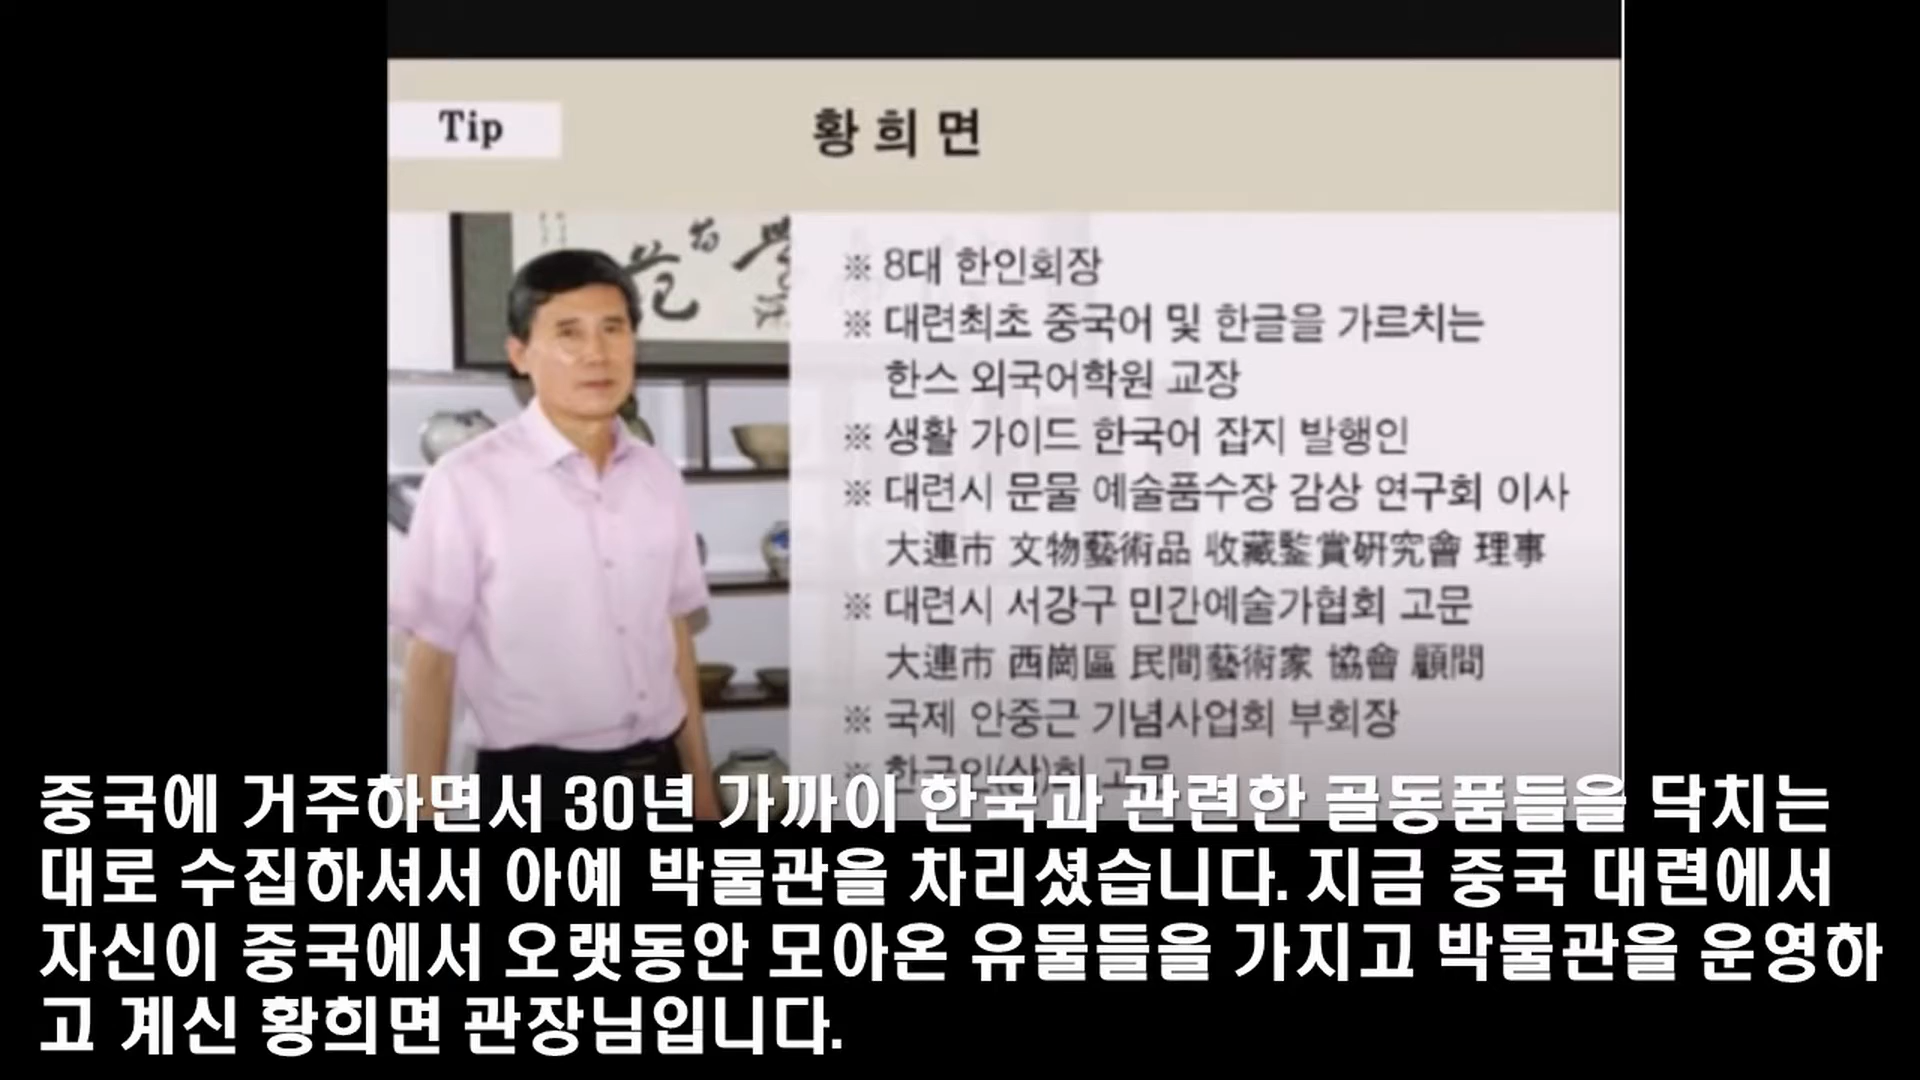 Tip
황희면
※ 8대 한인회장
※ 대련최초 중국어 및 한글을 가르치는
한스 외국어학원 교장
※ 생활 가이드 한국어 잡지 발행인
※ 대련시 문물 예술품수장 감상 연구회 이사
大連市 文物藝術品 收藏監賞研究會 理事
※ 대련시 서강구 민간예술가협회 고문
大連市 西崗區 民間藝術家 協會 顧問
※ 국제 안중근 기념사업회 부회장
※ 한국인(상)회 고문
중국에 거주하면서 30년 가까이 한국과 관련한 골동품들을 닥치는
대로 수집하셔서 아예 박물관을 차리셨습니다. 지금 중국 대련에서
자신이 중국에서 오랫동안 모아온 유물들을 가지고 박물관을 운영하
고 계신 황희면 관장님입니다.